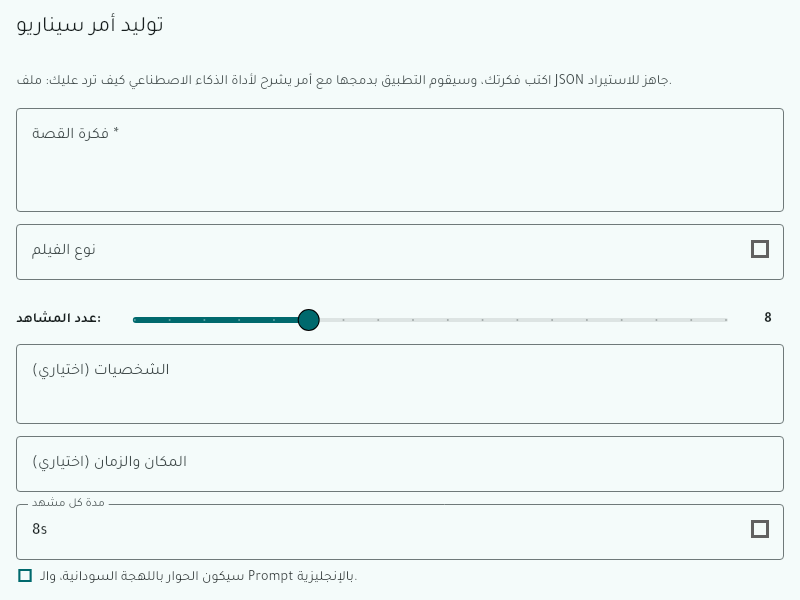 توليد أمر سيناريو
اكتب فكرتك، وسيقوم التطبيق بدمجها مع أمر يشرح لأداة الذكاء الاصطناعي كيف ترد عليك: ملف JSON جاهز للاستيراد.
فكرة القصة *
نوع الفيلم
عدد المشاهد: 8
الشخصيات (اختياري)
المكان والزمان (اختياري)
مدة كل مشهد
8s
سيكون الحوار باللهجة السودانية، والـ Prompt بالإنجليزية.